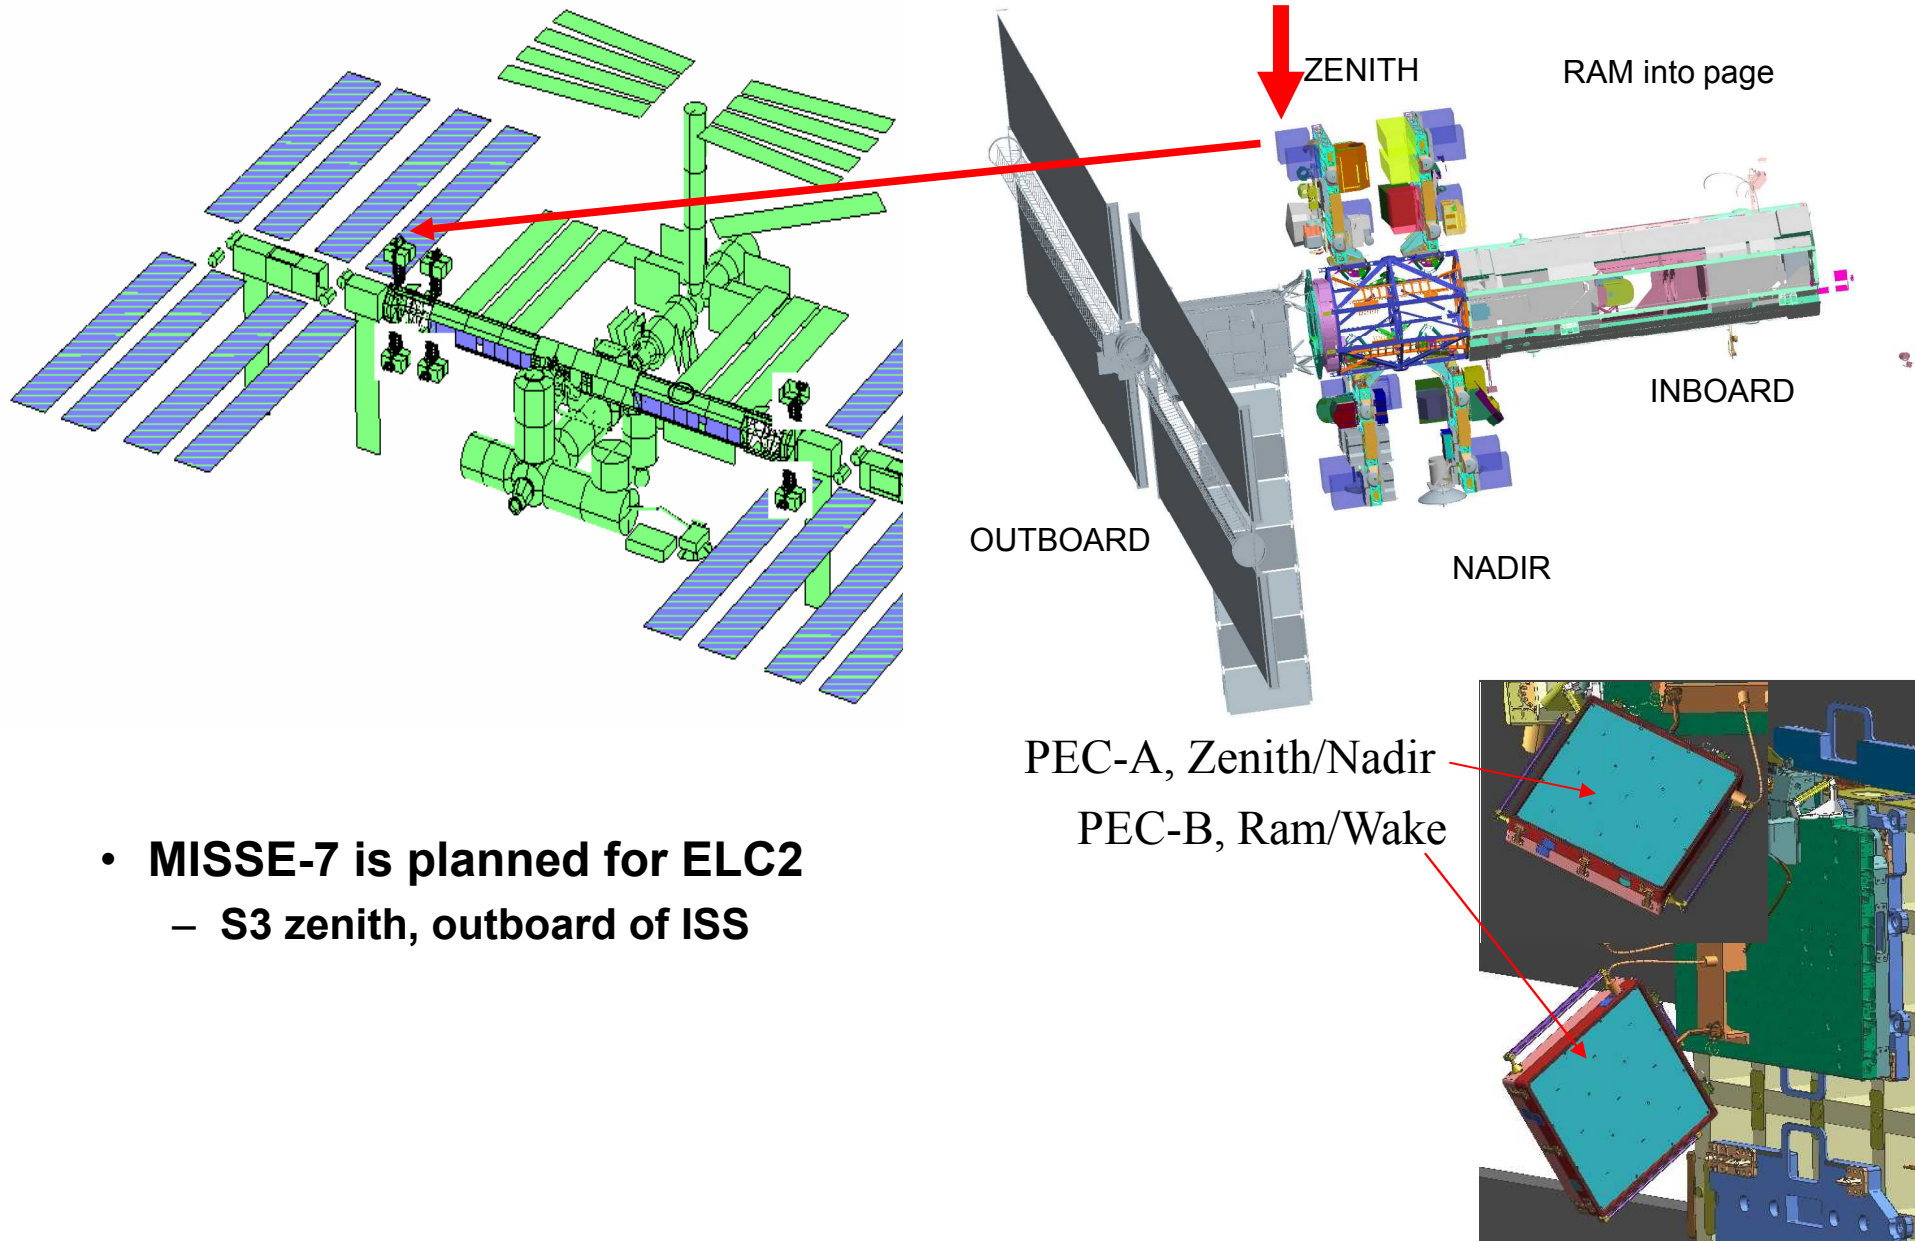 ZENITH
RAM into page
INBOARD
OUTBOARD
NADIR
PEC-A, Zenith/Nadir
PEC-B, Ram/Wake
• MISSE-7 is planned for ELC2
– S3 zenith, outboard of ISS